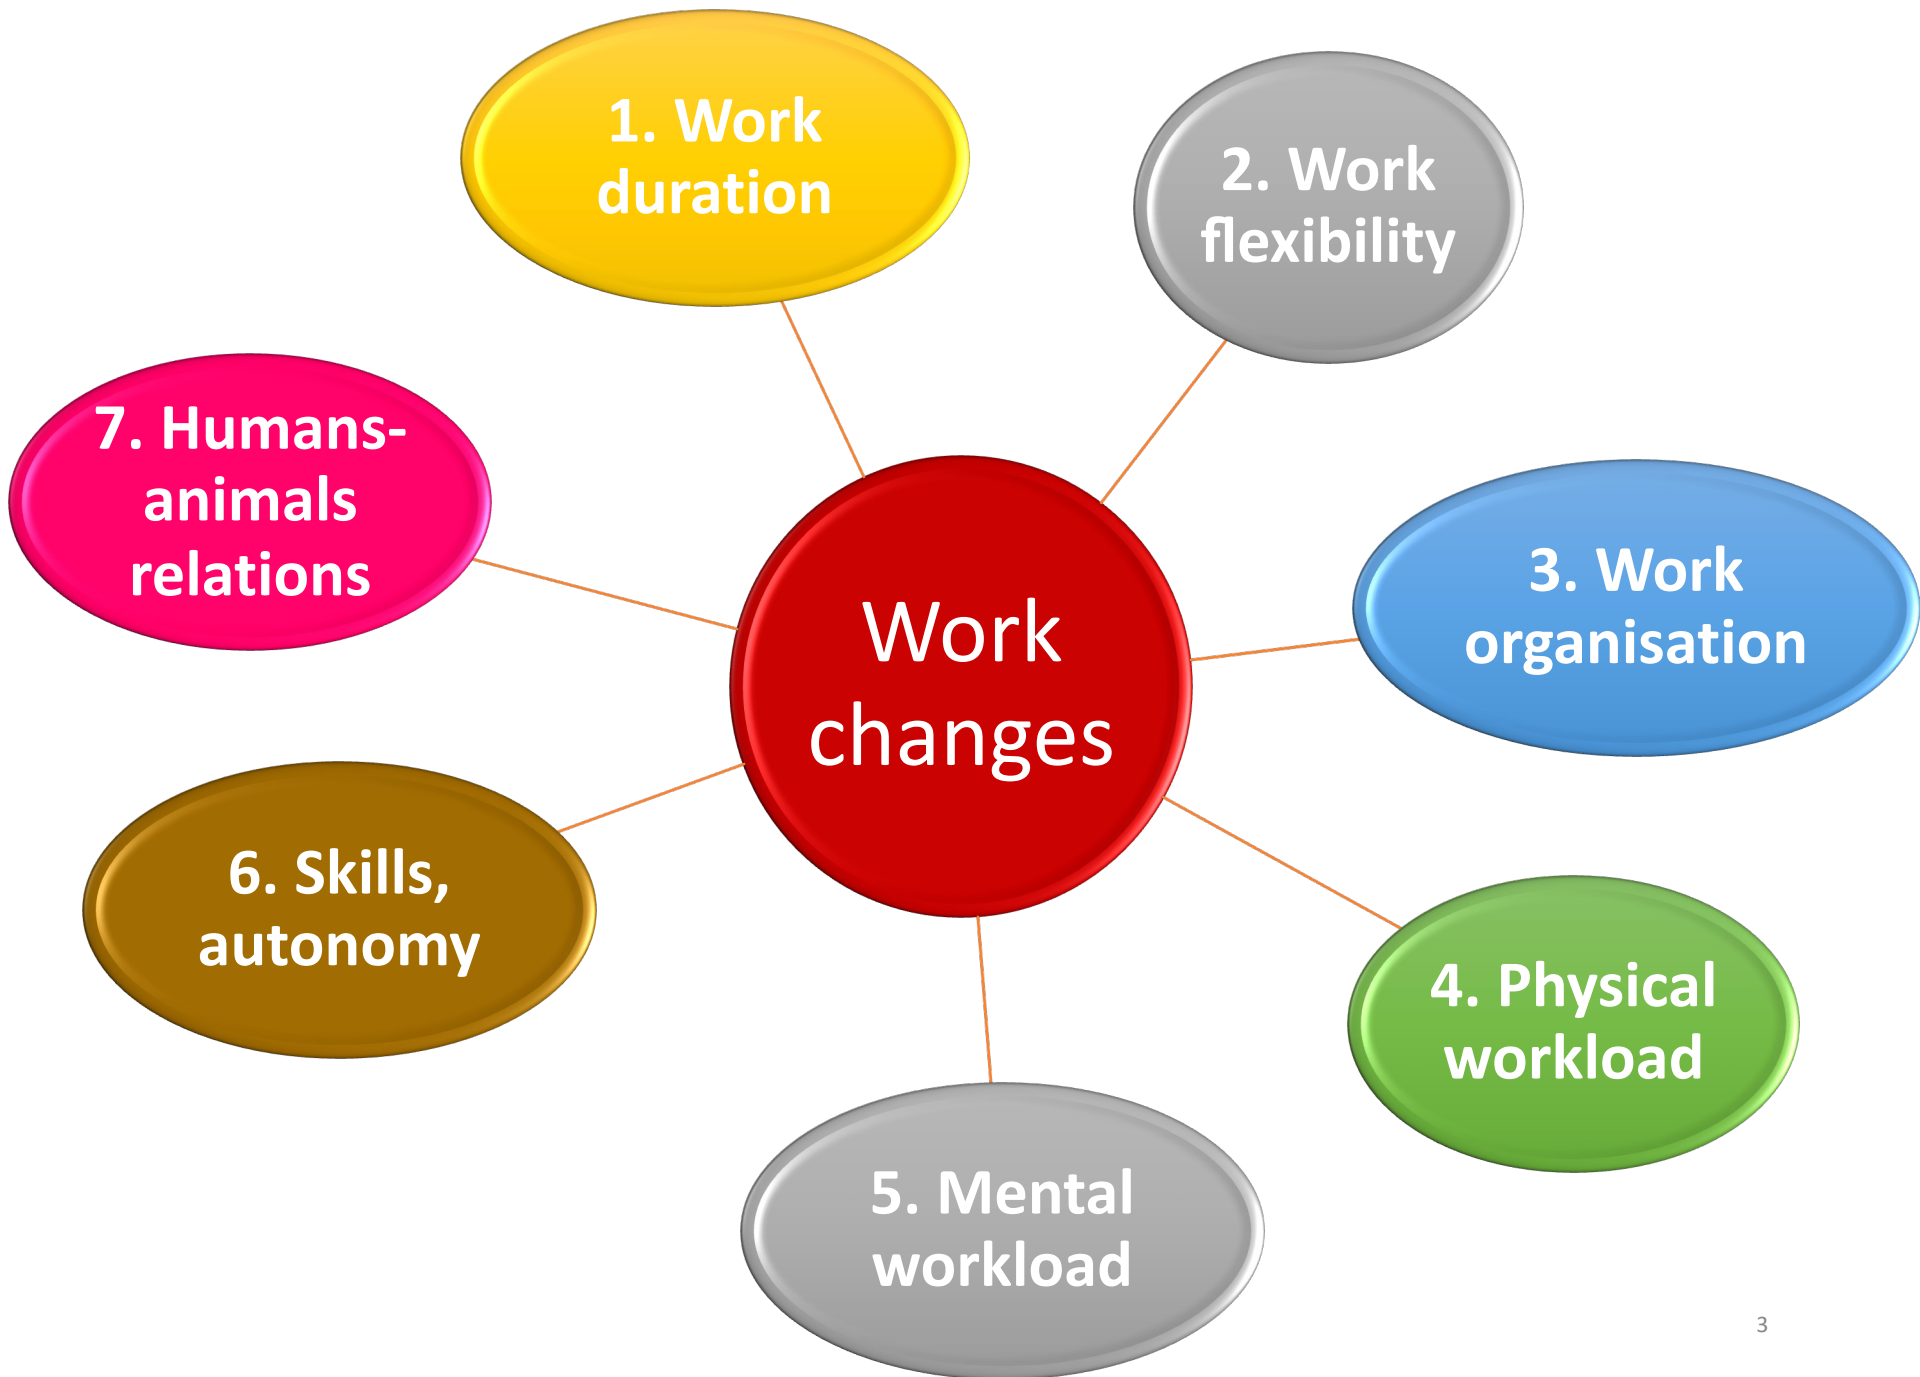 1. Work
duration
2. Work
flexibility
3. Work
organisation
4. Physical
workload
5. Mental
workload
6. Skills,
autonomy
7. Humans-
animals
relations
Work
changes
3